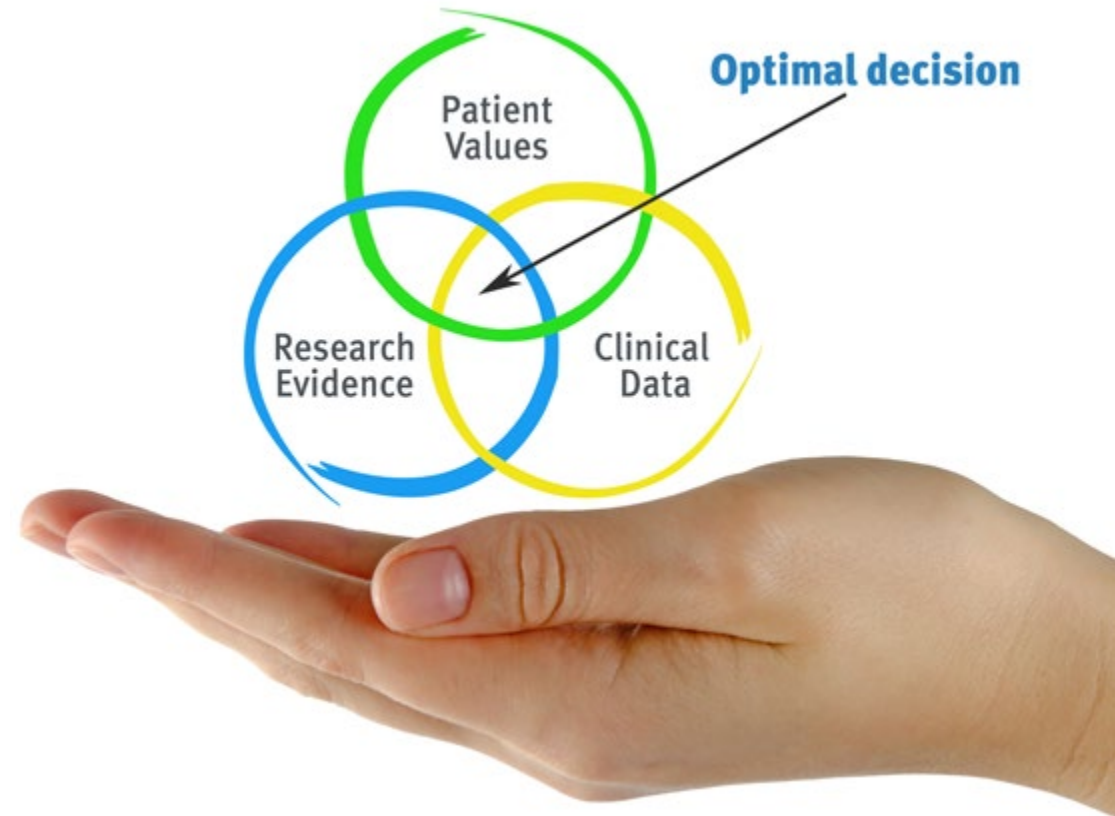 Optimal decision
Patient
Values
Research
Evidence
Clinical
Data